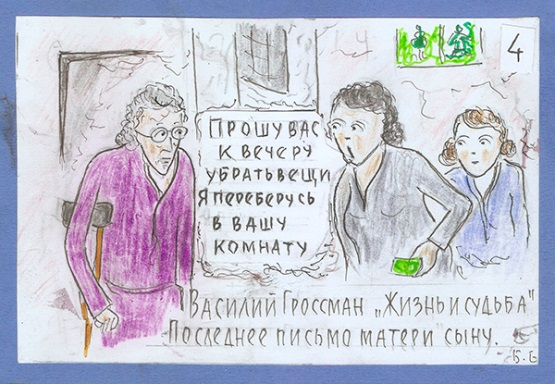 4
ПРОШУ ВАС
К ВЕЧЕРУ
УБРАТЬ ВЕЩИ
Я ПЕРЕБЕРУСЬ
В ВАШУ
КОМНАТУ
ВАСИЛИЙ ГРОССМАН „ЖИЗНЬ И СУДЬБА"
ПОСЛЕДНЕЕ ПИСЬМО МАТЕРИ СЫНУ.